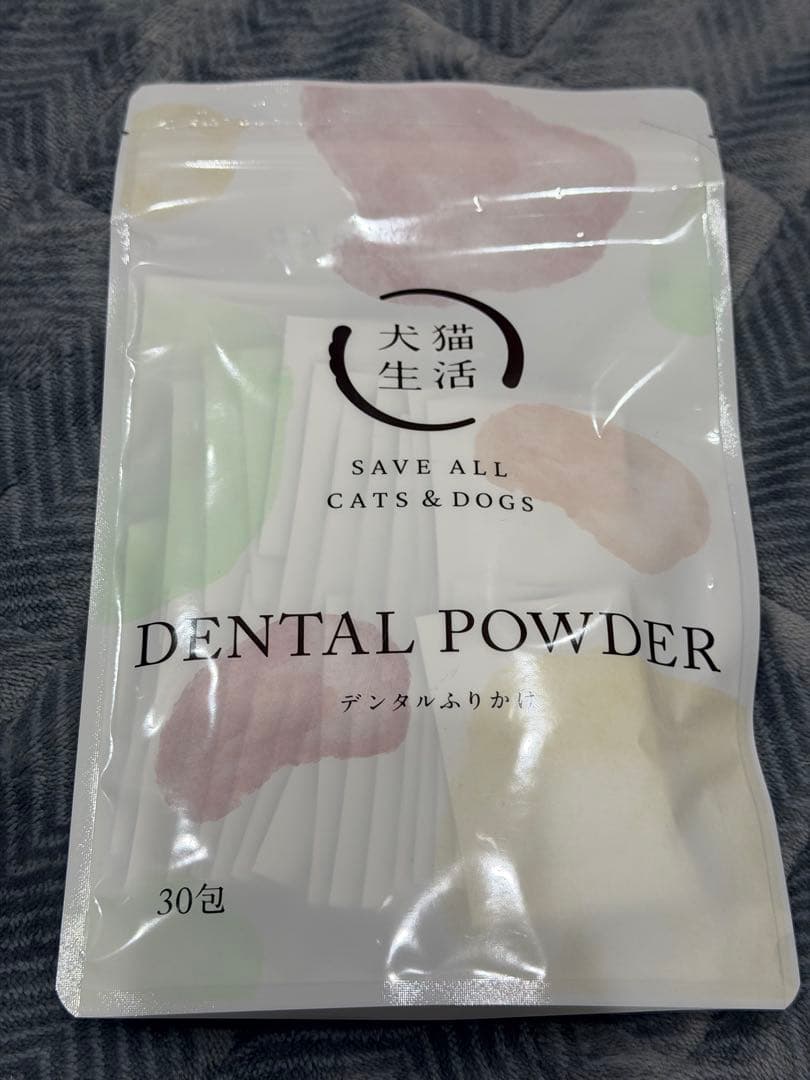 犬猫
生活
SAVE ALL
CATS & DOGS
DENTAL POWDER
デンタルふりかけ
30包